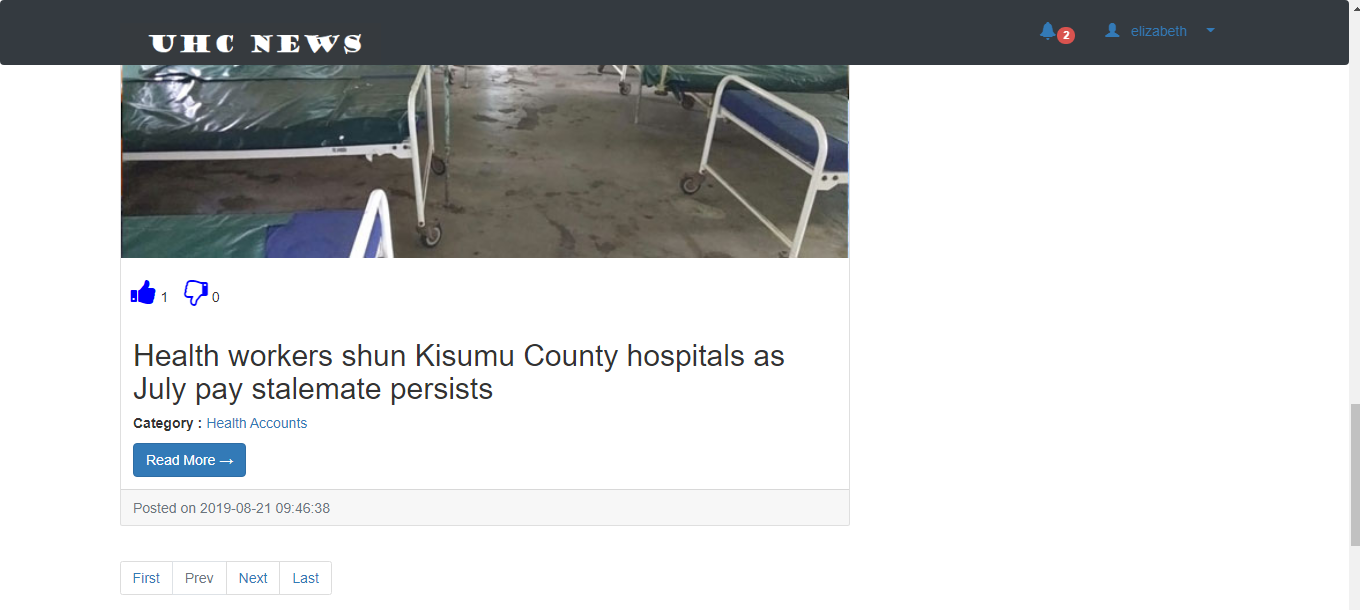 UHC NEWS
2
elizabeth
1
0
Health workers shun Kisumu County hospitals as
July pay stalemate persists
Category : Health Accounts
Read More →
Posted on 2019-08-21 09:46:38
First Prev Next Last